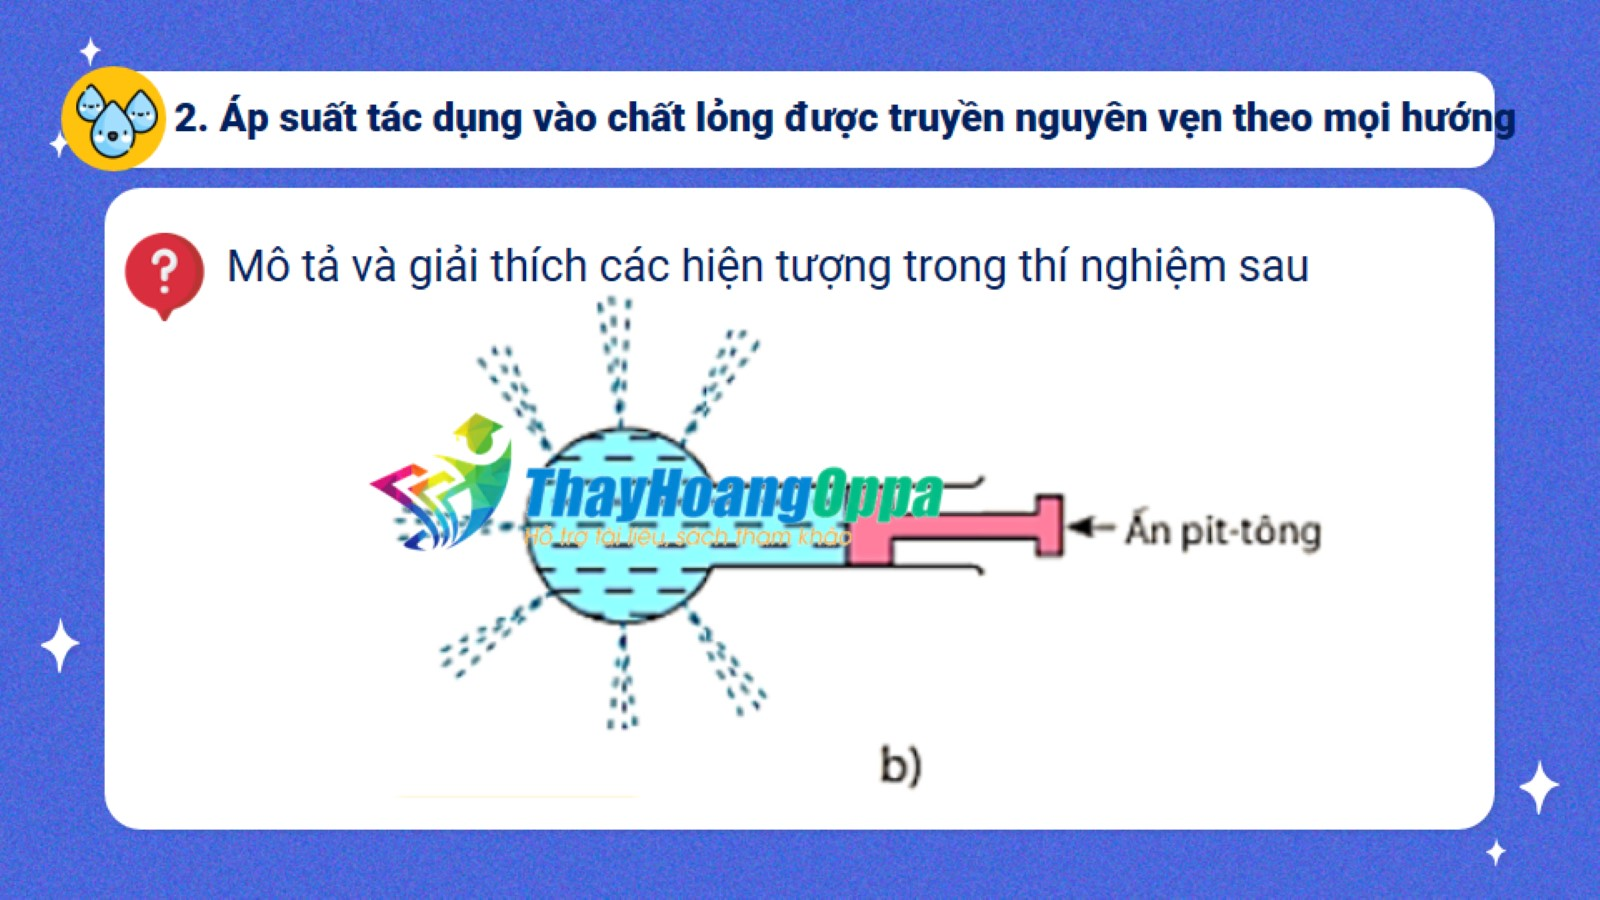 2. Áp suất tác dụng vào chất lỏng được truyền nguyên vẹn theo mọi hướng
?
Mô tả và giải thích các hiện tượng trong thí nghiệm sau
ThayHoangOppa
Hỗ trợ tài liệu, sách tham khảo
Ấn pit-tông
b)